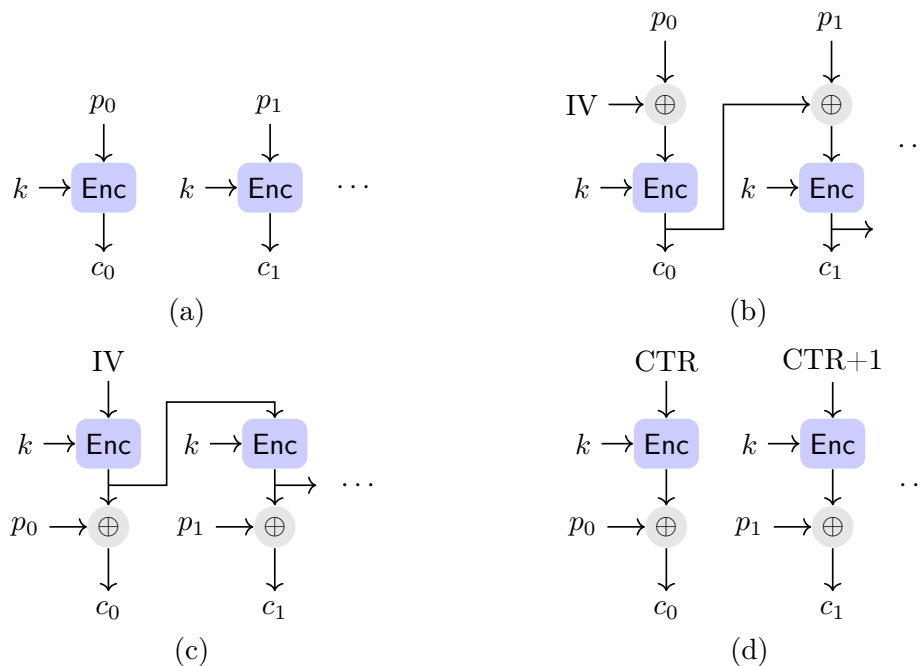 p₀ p₁
k Enc k Enc ⋯
c₀ c₁
(a)
p₀ p₁
IV ⊕ ⊕
k Enc k Enc ⋯
c₀ c₁
(b)
IV
k Enc k Enc
⋯
p₀ ⊕ p₁ ⊕
c₀ c₁
(c)
CTR CTR+1
k Enc k Enc
⋯
p₀ ⊕ p₁ ⊕
c₀ c₁
(d)